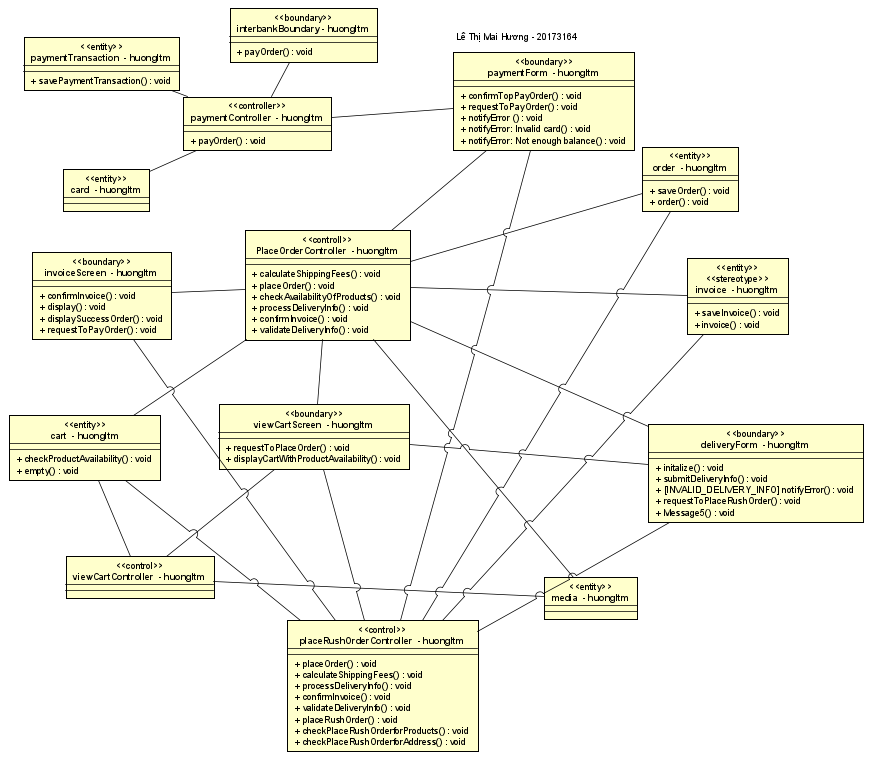 <<boundary>>
interbankBoundary - huongltm
+ payOrder() : void
Lê Thị Mai Hương - 20173164
<<entity>>
paymentTransaction - huongltm
+ savePaymentTransaction() : void
<<boundary>>
paymentForm - huongltm
+ confirmTopPayOrder() : void
+ requestToPayOrder() : void
+ notifyError () : void
+ notifyError: Invalid card() : void
+ notifyError: Not enough balance() : void
<<controller>>
paymentController - huongltm
+ payOrder() : void
<<entity>>
order - huongltm
+ saveOrder() : void
+ order() : void
<<entity>>
card - huongltm
<<controll>>
PlaceOrderController - huongltm
+ calculateShippingFees() : void
+ placeOrder() : void
+ checkAvailabilityOfProducts() : void
+ processDeliveryInfo() : void
+ confirmInvoice() : void
+ validateDeliveryInfo() : void
<<boundary>>
invoiceScreen - huongltm
+ confirmInvoice() : void
+ display() : void
+ displaySuccessOrder() : void
+ requestToPayOrder() : void
<<entity>>
<<stereotype>>
invoice - huongltm
+ saveInvoice() : void
+ invoice() : void
<<entity>>
cart - huongltm
+ checkProductAvailability() : void
+ empty() : void
<<boundary>>
viewCartScreen - huongltm
+ requestToPlaceOrder() : void
+ displayCartWithProductAvailability() : void
<<boundary>>
deliveryForm - huongltm
+ initalize() : void
+ submitDeliveryInfo() : void
+ [INVALID_DELIVERY_INFO] notifyError() : void
+ requestToPlaceRushOrder() : void
+ Message5() : void
<<control>>
viewCartController - huongltm
<<entity>>
media - huongltm
<<control>>
placeRushOrderController - huongltm
+ placeOrder() : void
+ calculateShippingFees() : void
+ processDeliveryInfo() : void
+ confirmInvoice() : void
+ validateDeliveryInfo() : void
+ placeRushOrder() : void
+ checkPlaceRushOrderforProducts() : void
+ checkPlaceRushOrderforAddress() : void